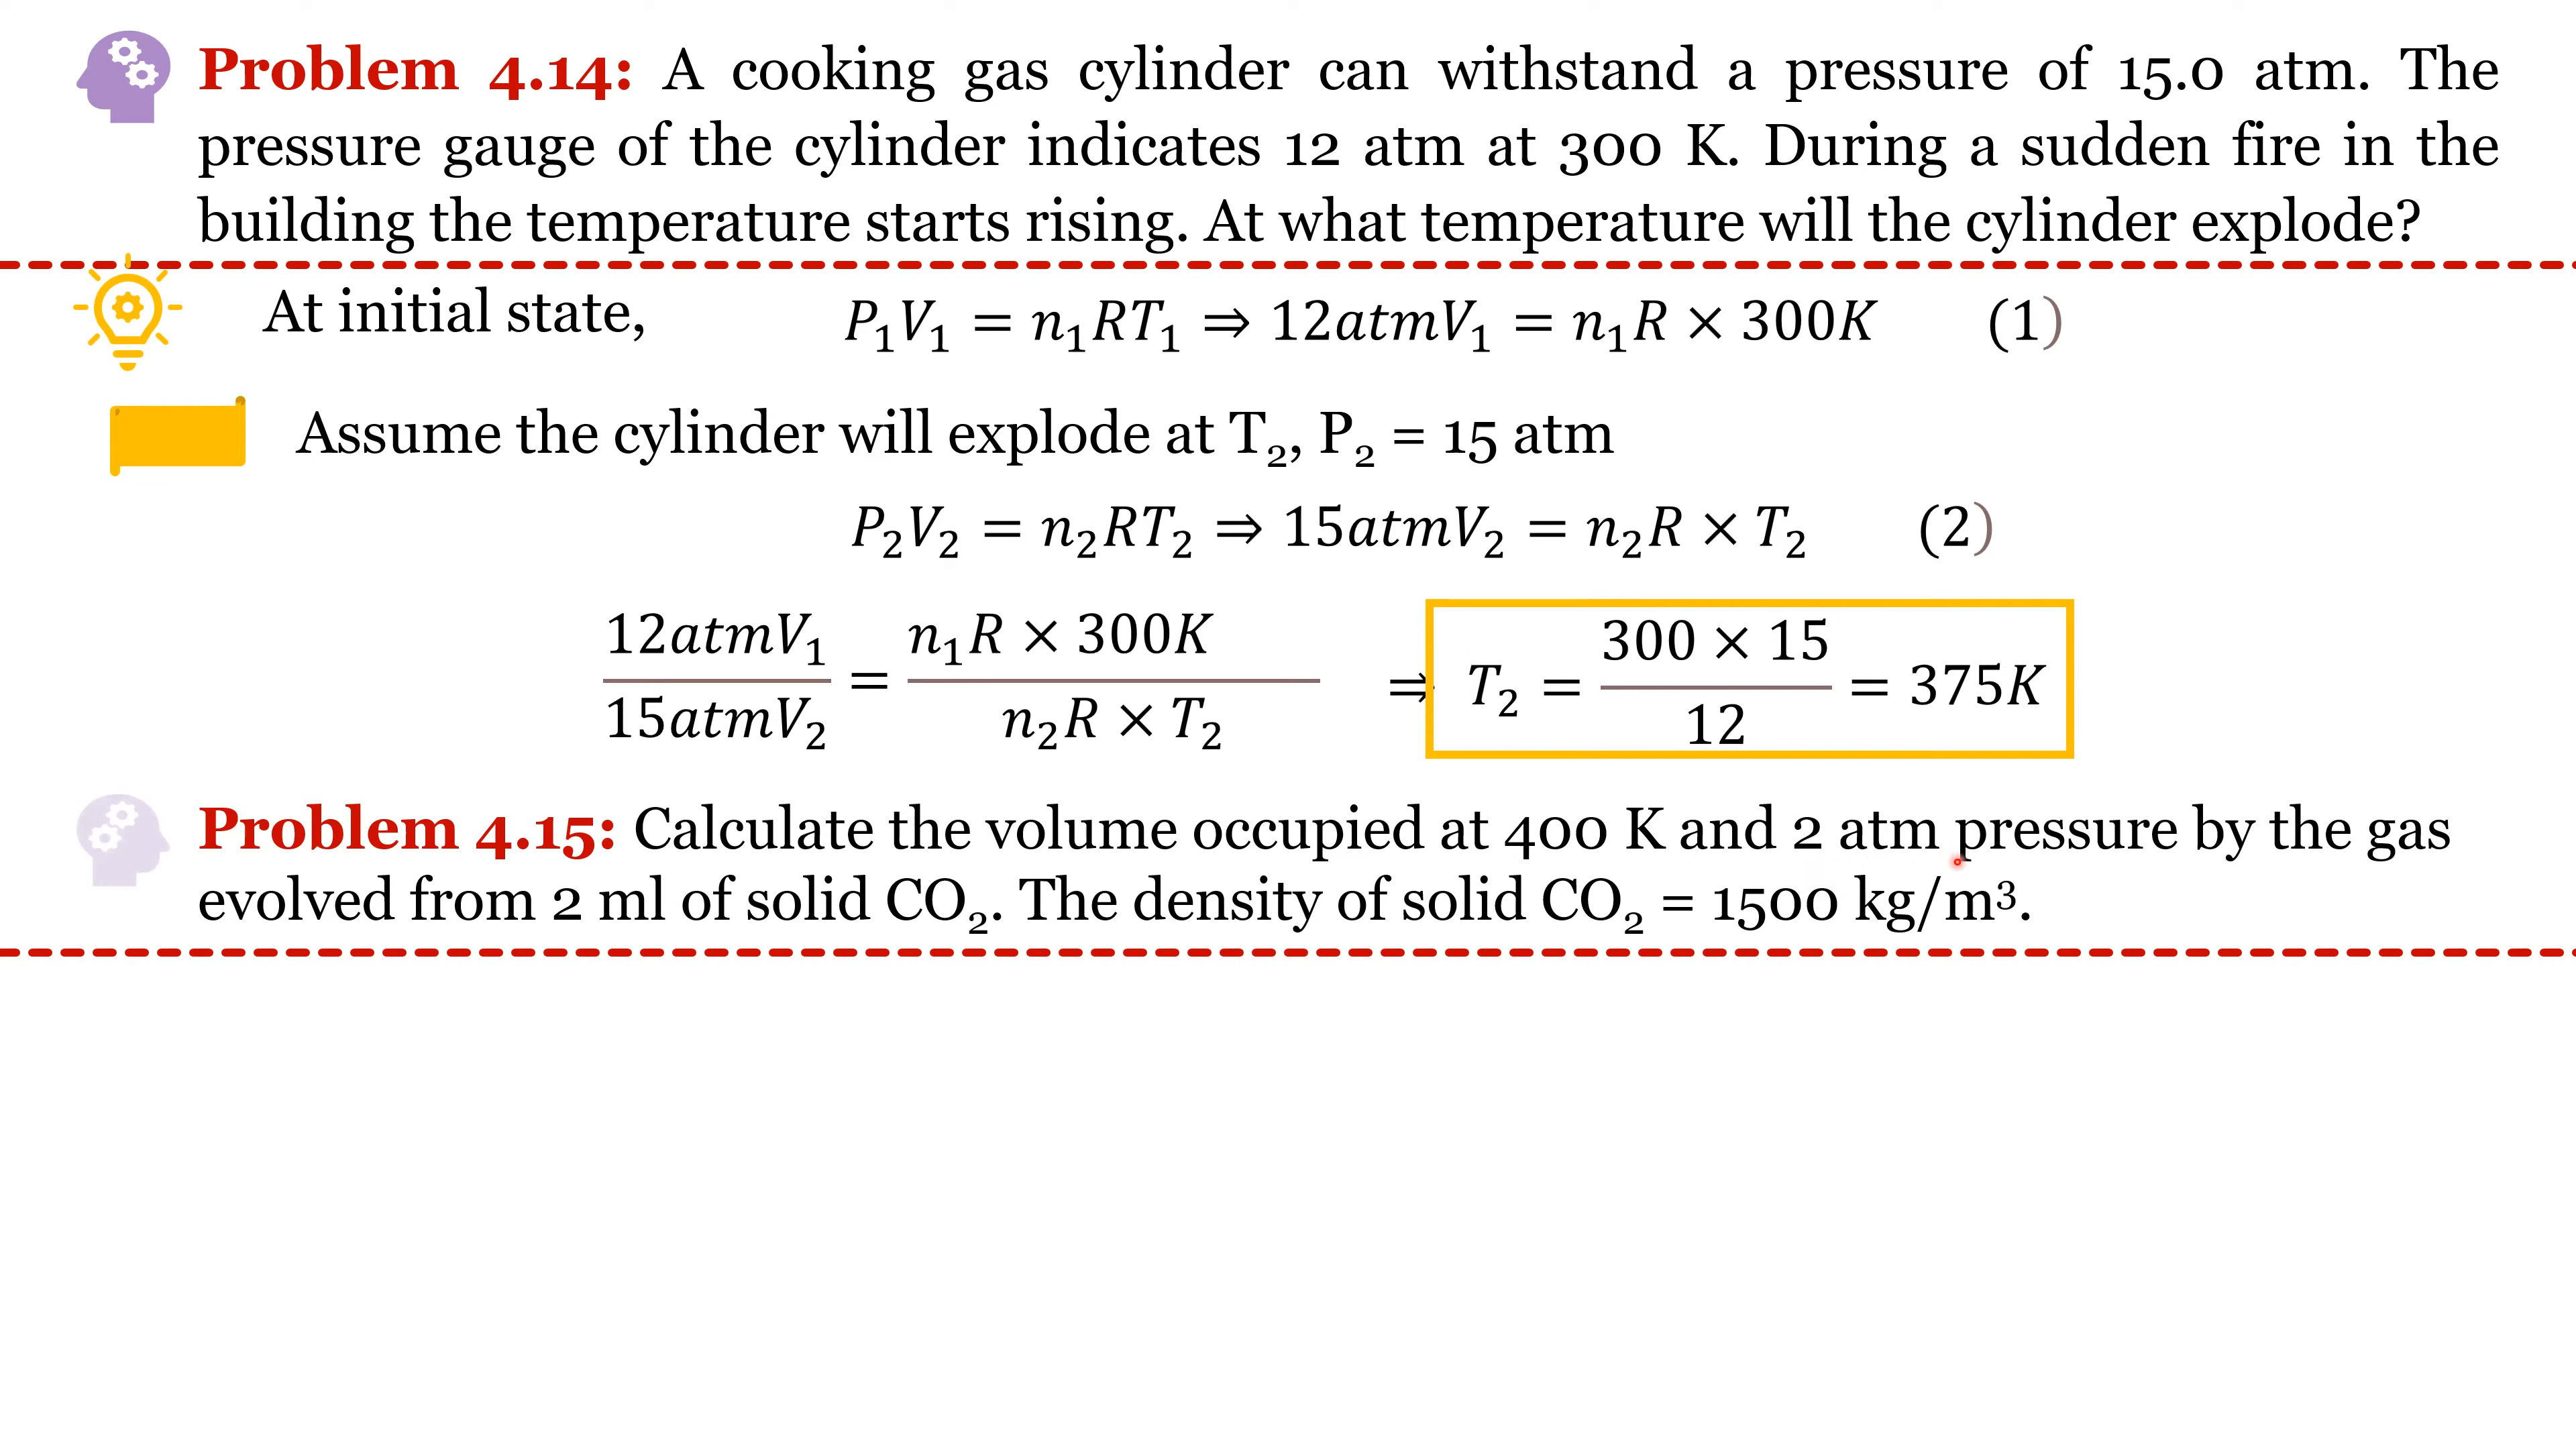 Problem 4.14: A cooking gas cylinder can withstand a pressure of 15.0 atm. The
pressure gauge of the cylinder indicates 12 atm at 300 K. During a sudden fire in the
building the temperature starts rising. At what temperature will the cylinder explode?
At initial state, P₁V₁ = n₁RT₁ ⇒ 12atmV₁ = n₁R × 300K (1)
Assume the cylinder will explode at T₂, P₂ = 15 atm
P₂V₂ = n₂RT₂ ⇒ 15atmV₂ = n₂R × T₂ (2)
12atmV₁ / 15atmV₂ = n₁R × 300K / n₂R × T₂ ⇒ T₂ = 300 × 15 / 12 = 375K
Problem 4.15: Calculate the volume occupied at 400 K and 2 atm pressure by the gas
evolved from 2 ml of solid CO₂. The density of solid CO₂ = 1500 kg/m³.